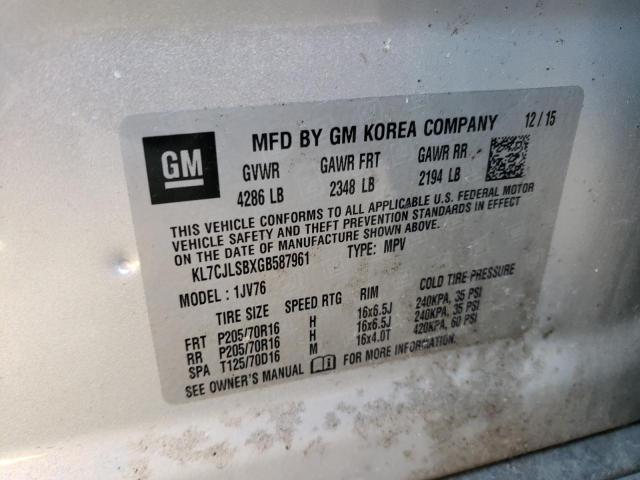 GM
MFD BY GM KOREA COMPANY 12/15
GVWR GAWR FRT GAWR RR
4286 LB 2348 LB 2194 LB
THIS VEHICLE CONFORMS TO ALL APPLICABLE U.S. FEDERAL MOTOR
VEHICLE SAFETY AND THEFT PREVENTION STANDARDS IN EFFECT
ON THE DATE OF MANUFACTURE SHOWN ABOVE.
KL7CJLSBXGB587961 TYPE: MPV
MODEL: 1JV76
TIRE SIZE SPEED RTG RIM COLD TIRE PRESSURE
FRT P205/70R16 H 16x6.5J 240KPA, 35 PSI
RR P205/70R16 H 16x6.5J 240KPA, 35 PSI
SPA T125/70D16 M 16x4.0T 420KPA, 60 PSI
SEE OWNER'S MANUAL FOR MORE INFORMATION.